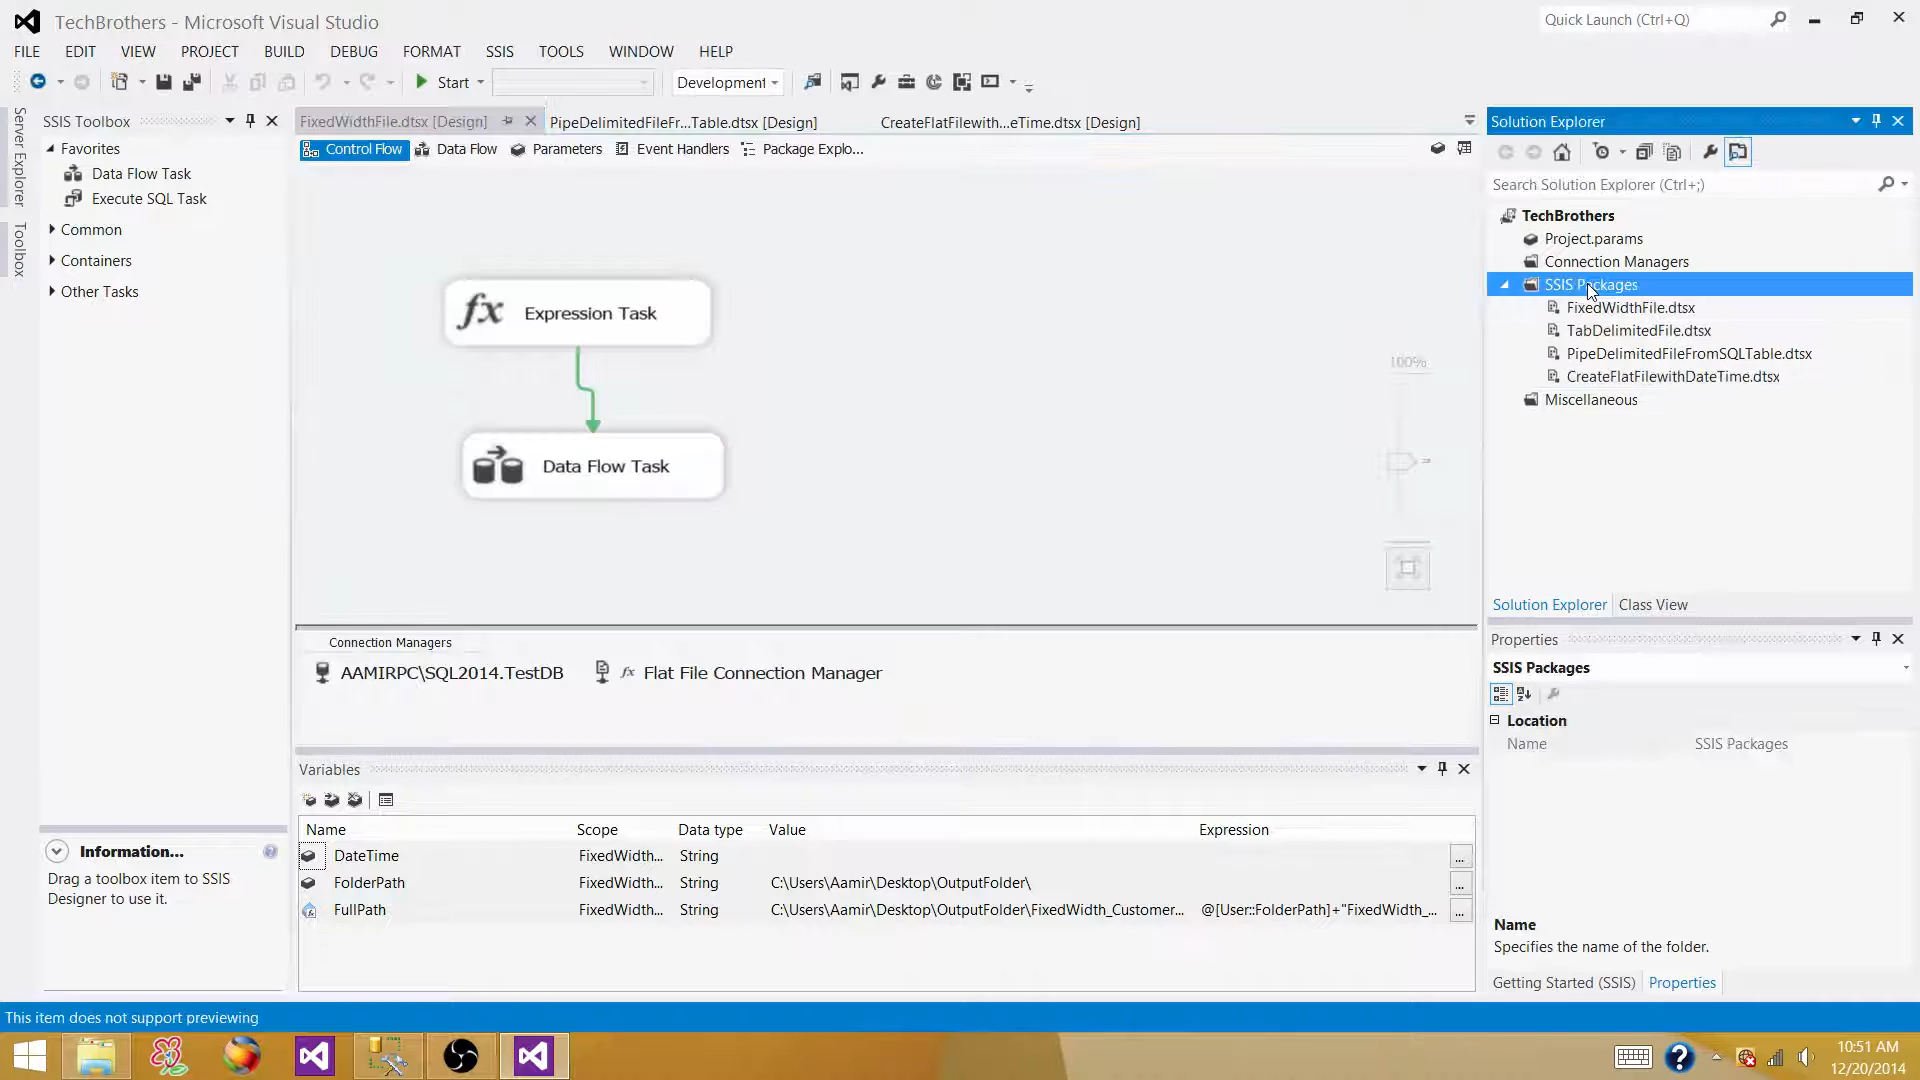 TechBrothers - Microsoft Visual Studio
Quick Launch (Ctrl+Q)
FILE EDIT VIEW PROJECT BUILD DEBUG FORMAT SSIS TOOLS WINDOW HELP
Start
Development
Server Explorer
Toolbox
SSIS Toolbox
Favorites
Data Flow Task
Execute SQL Task
Common
Containers
Other Tasks
Information...
Drag a toolbox item to SSIS
Designer to use it.
FixedWidthFile.dtsx [Design]
PipeDelimitedFileFr...Table.dtsx [Design]
CreateFlatFilewith...eTime.dtsx [Design]
Control Flow
Data Flow
Parameters
Event Handlers
Package Explo...
fx Expression Task
Data Flow Task
100%
Connection Managers
AAMIRPC\SQL2014.TestDB
fx Flat File Connection Manager
Variables
Name Scope Data type Value Expression
DateTime FixedWidth... String ...
FolderPath FixedWidth... String C:\Users\Aamir\Desktop\OutputFolder\ ...
FullPath FixedWidth... String C:\Users\Aamir\Desktop\OutputFolder\FixedWidth_Customer... @[User::FolderPath]+"FixedWidth_... ...
Solution Explorer
Search Solution Explorer (Ctrl+;)
TechBrothers
Project.params
Connection Managers
SSIS Packages
FixedWidthFile.dtsx
TabDelimitedFile.dtsx
PipeDelimitedFileFromSQLTable.dtsx
CreateFlatFilewithDateTime.dtsx
Miscellaneous
Solution Explorer
Class View
Properties
SSIS Packages
Location
Name SSIS Packages
Name
Specifies the name of the folder.
Getting Started (SSIS)
Properties
This item does not support previewing
10:51 AM
12/20/2014